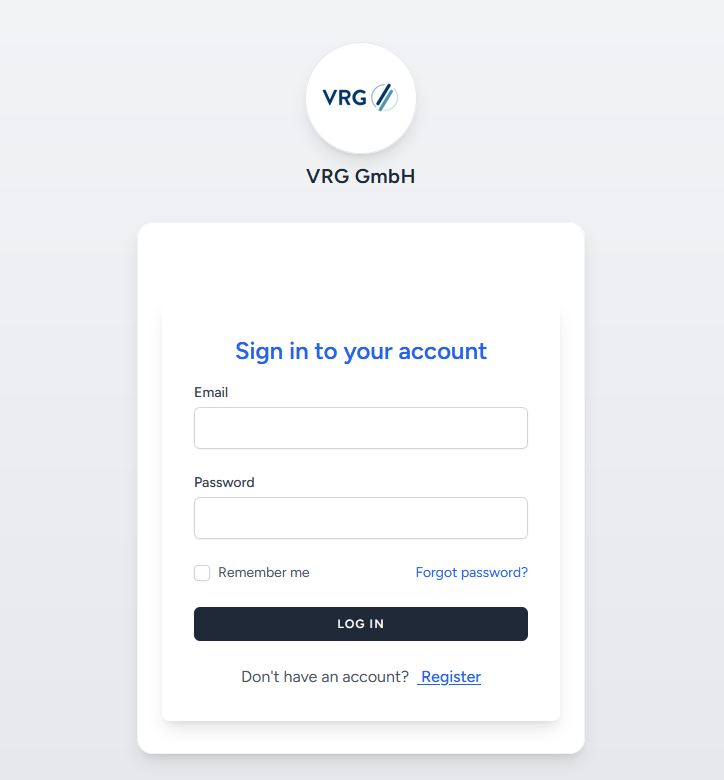 VRG
VRG GmbH
Sign in to your account
Email
Password
Remember me Forgot password?
LOG IN
Don't have an account? Register